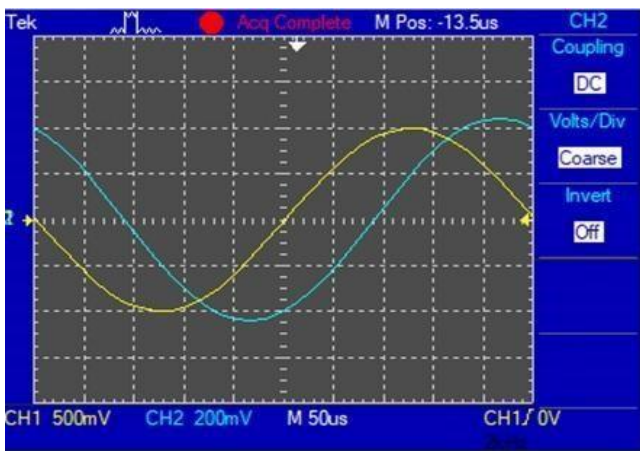 Tek Acq Complete M Pos: -13.5us CH2
Coupling
DC
Volts/Div
Coarse
Invert
Off
CH1 500mV CH2 200mV M 50us CH1 0V